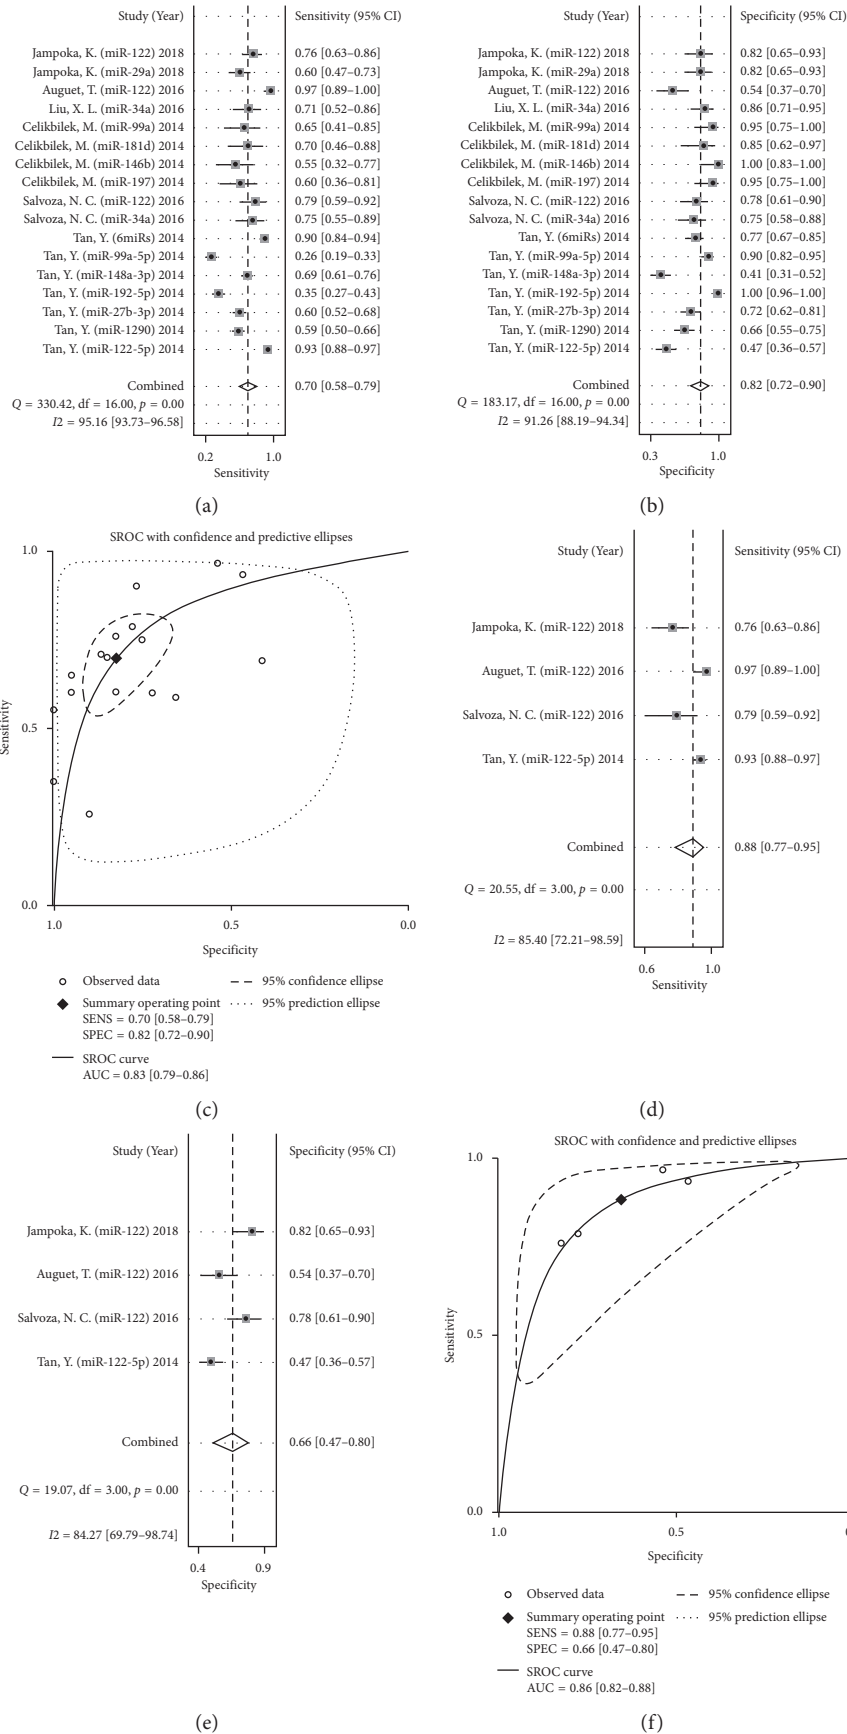 Study (Year) Sensitivity (95% CI)
Jampoka, K. (miR-122) 2018 0.76 [0.63–0.86]
Jampoka, K. (miR-29a) 2018 0.60 [0.47–0.73]
Auguet, T. (miR-122) 2016 0.97 [0.89–1.00]
Liu, X. L. (miR-34a) 2016 0.71 [0.52–0.86]
Celikbilek, M. (miR-99a) 2014 0.65 [0.41–0.85]
Celikbilek, M. (miR-181d) 2014 0.70 [0.46–0.88]
Celikbilek, M. (miR-146b) 2014 0.55 [0.32–0.77]
Celikbilek, M. (miR-197) 2014 0.60 [0.36–0.81]
Salvoza, N. C. (miR-122) 2016 0.79 [0.59–0.92]
Salvoza, N. C. (miR-34a) 2016 0.75 [0.55–0.89]
Tan, Y. (6miRs) 2014 0.90 [0.84–0.94]
Tan, Y. (miR-99a-5p) 2014 0.26 [0.19–0.33]
Tan, Y. (miR-148a-3p) 2014 0.69 [0.61–0.76]
Tan, Y. (miR-192-5p) 2014 0.35 [0.27–0.43]
Tan, Y. (miR-27b-3p) 2014 0.60 [0.52–0.68]
Tan, Y. (miR-1290) 2014 0.59 [0.50–0.66]
Tan, Y. (miR-122-5p) 2014 0.93 [0.88–0.97]
Combined 0.70 [0.58–0.79]
Q = 330.42, df = 16.00, p = 0.00
I2 = 95.16 [93.73–96.58]
0.2 1.0
Sensitivity
(a)
Study (Year) Specificity (95% CI)
Jampoka, K. (miR-122) 2018 0.82 [0.65–0.93]
Jampoka, K. (miR-29a) 2018 0.82 [0.65–0.93]
Auguet, T. (miR-122) 2016 0.54 [0.37–0.70]
Liu, X. L. (miR-34a) 2016 0.86 [0.71–0.95]
Celikbilek, M. (miR-99a) 2014 0.95 [0.75–1.00]
Celikbilek, M. (miR-181d) 2014 0.85 [0.62–0.97]
Celikbilek, M. (miR-146b) 2014 1.00 [0.83–1.00]
Celikbilek, M. (miR-197) 2014 0.95 [0.75–1.00]
Salvoza, N. C. (miR-122) 2016 0.78 [0.61–0.90]
Salvoza, N. C. (miR-34a) 2016 0.75 [0.58–0.88]
Tan, Y. (6miRs) 2014 0.77 [0.67–0.85]
Tan, Y. (miR-99a-5p) 2014 0.90 [0.82–0.95]
Tan, Y. (miR-148a-3p) 2014 0.41 [0.31–0.52]
Tan, Y. (miR-192-5p) 2014 1.00 [0.96–1.00]
Tan, Y. (miR-27b-3p) 2014 0.72 [0.62–0.81]
Tan, Y. (miR-1290) 2014 0.66 [0.55–0.75]
Tan, Y. (miR-122-5p) 2014 0.47 [0.36–0.57]
Combined 0.82 [0.72–0.90]
Q = 183.17, df = 16.00, p = 0.00
I2 = 91.26 [88.19–94.34]
0.3 1.0
Specificity
(b)
SROC with confidence and predictive ellipses
1.0
0.5
0.0
Sensitivity
1.0 0.5 0.0
Specificity
Observed data
Summary operating point
SENS = 0.70 [0.58–0.79]
SPEC = 0.82 [0.72–0.90]
SROC curve
AUC = 0.83 [0.79–0.86]
95% confidence ellipse
95% prediction ellipse
(c)
Study (Year) Sensitivity (95% CI)
Jampoka, K. (miR-122) 2018 0.76 [0.63–0.86]
Auguet, T. (miR-122) 2016 0.97 [0.89–1.00]
Salvoza, N. C. (miR-122) 2016 0.79 [0.59–0.92]
Tan, Y. (miR-122-5p) 2014 0.93 [0.88–0.97]
Combined 0.88 [0.77–0.95]
Q = 20.55, df = 3.00, p = 0.00
I2 = 85.40 [72.21–98.59]
0.6 1.0
Sensitivity
(d)
Study (Year) Specificity (95% CI)
Jampoka, K. (miR-122) 2018 0.82 [0.65–0.93]
Auguet, T. (miR-122) 2016 0.54 [0.37–0.70]
Salvoza, N. C. (miR-122) 2016 0.78 [0.61–0.90]
Tan, Y. (miR-122-5p) 2014 0.47 [0.36–0.57]
Combined 0.66 [0.47–0.80]
Q = 19.07, df = 3.00, p = 0.00
I2 = 84.27 [69.79–98.74]
0.4 0.9
Specificity
(e)
SROC with confidence and predictive ellipses
1.0
0.5
0.0
Sensitivity
1.0 0.5
Specificity
Observed data
Summary operating point
SENS = 0.88 [0.77–0.95]
SPEC = 0.66 [0.47–0.80]
SROC curve
AUC = 0.86 [0.82–0.88]
95% confidence ellipse
95% prediction ellipse
(f)